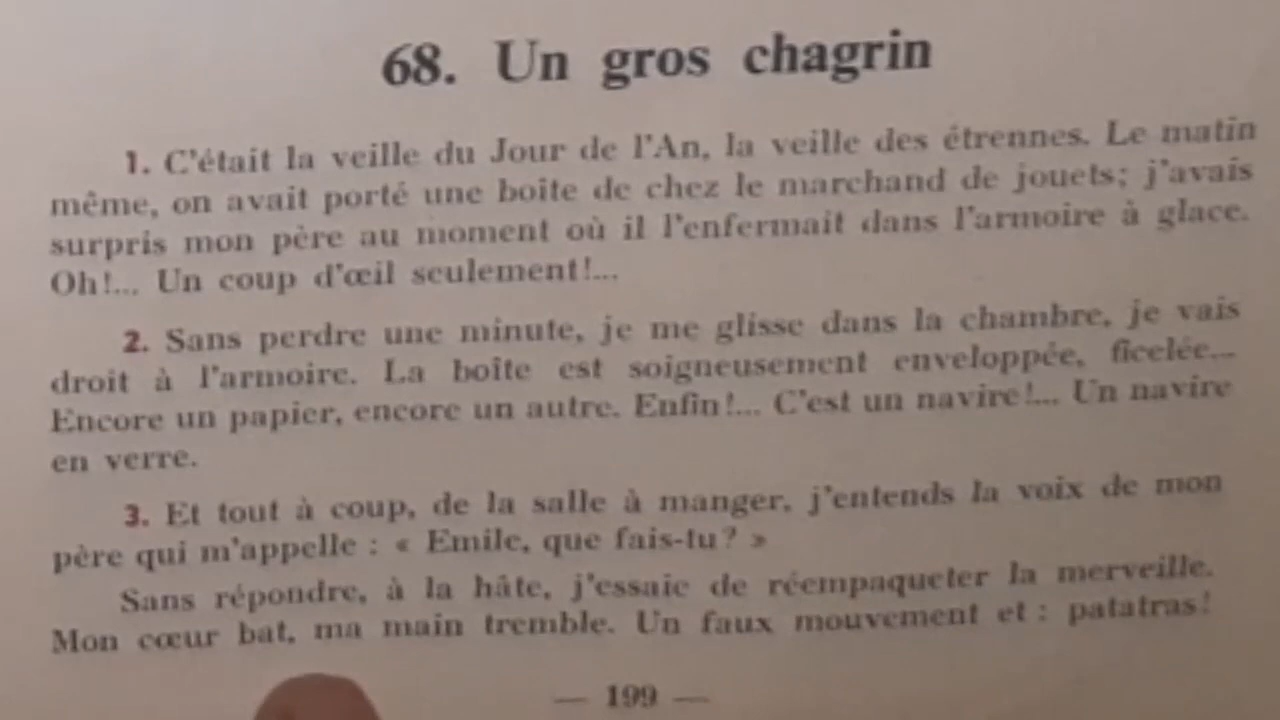 68. Un gros chagrin
1. C'était la veille du Jour de l'An, la veille des étrennes. Le matin
même, on avait porté une boîte de chez le marchand de jouets; j'avais
surpris mon père au moment où il l'enfermait dans l'armoire à glace.
Oh!... Un coup d'œil seulement!...
2. Sans perdre une minute, je me glisse dans la chambre, je vais
droit à l'armoire. La boîte est soigneusement enveloppée, ficelée...
Encore un papier, encore un autre. Enfin!... C'est un navire!... Un navire
en verre.
3. Et tout à coup, de la salle à manger, j'entends la voix de mon
père qui m'appelle : « Emile, que fais-tu? »
Sans répondre, à la hâte, j'essaie de réempaqueter la merveille.
Mon cœur bat, ma main tremble. Un faux mouvement et : patatras!
— 199 —